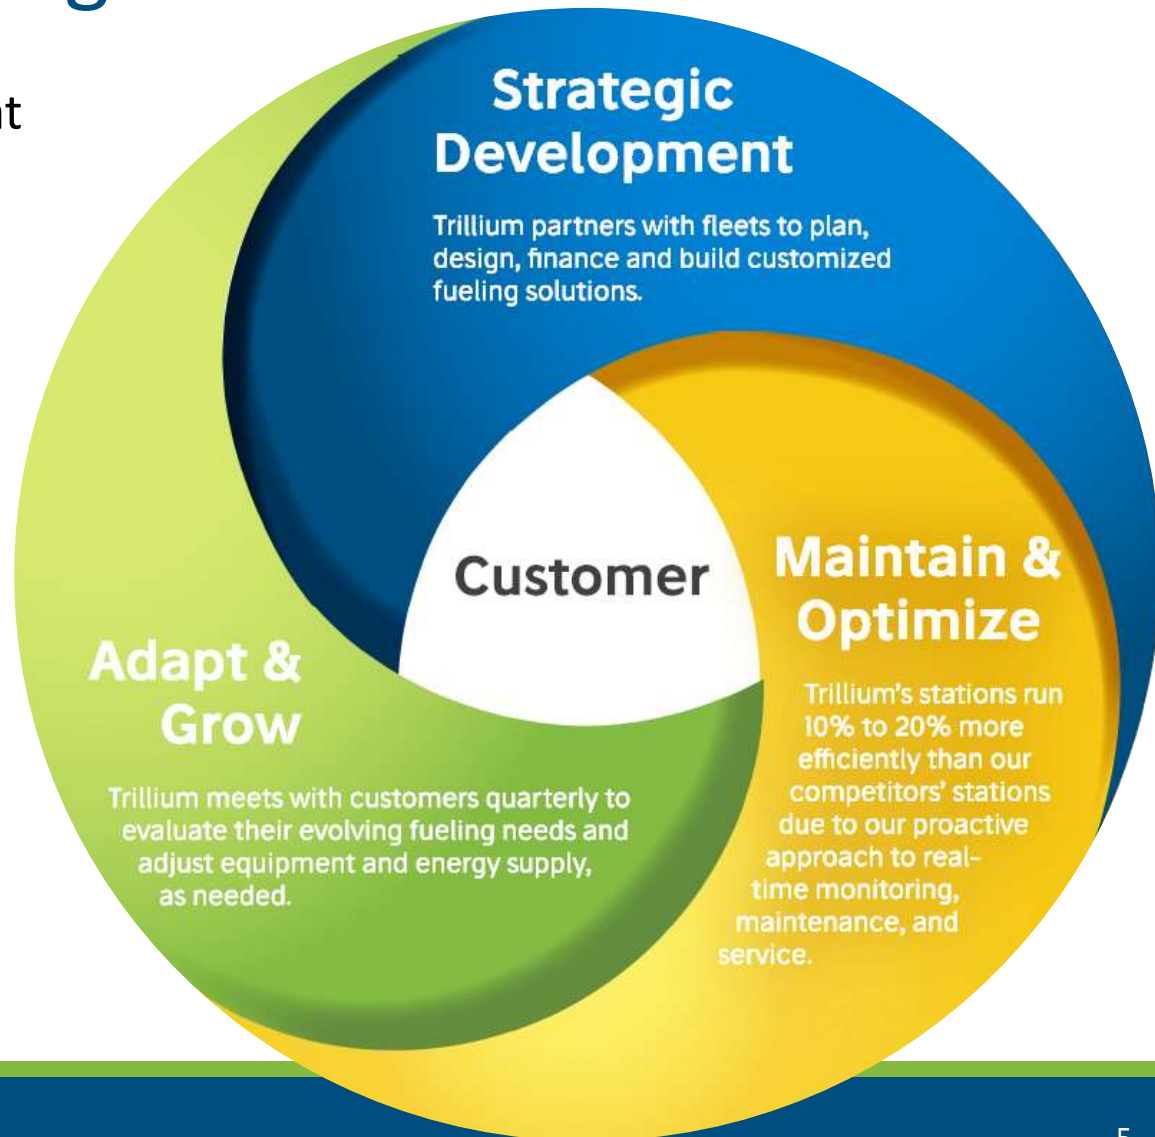 g
nt
Strategic
Development
Trillium partners with fleets to plan,
design, finance and build customized
fueling solutions.
Customer
Maintain &
Optimize
Trillium's stations run
10% to 20% more
efficiently than our
competitors' stations
due to our proactive
approach to real-
time monitoring,
maintenance, and
service.
Adapt &
Grow
Trillium meets with customers quarterly to
evaluate their evolving fueling needs and
adjust equipment and energy supply,
as needed.
5